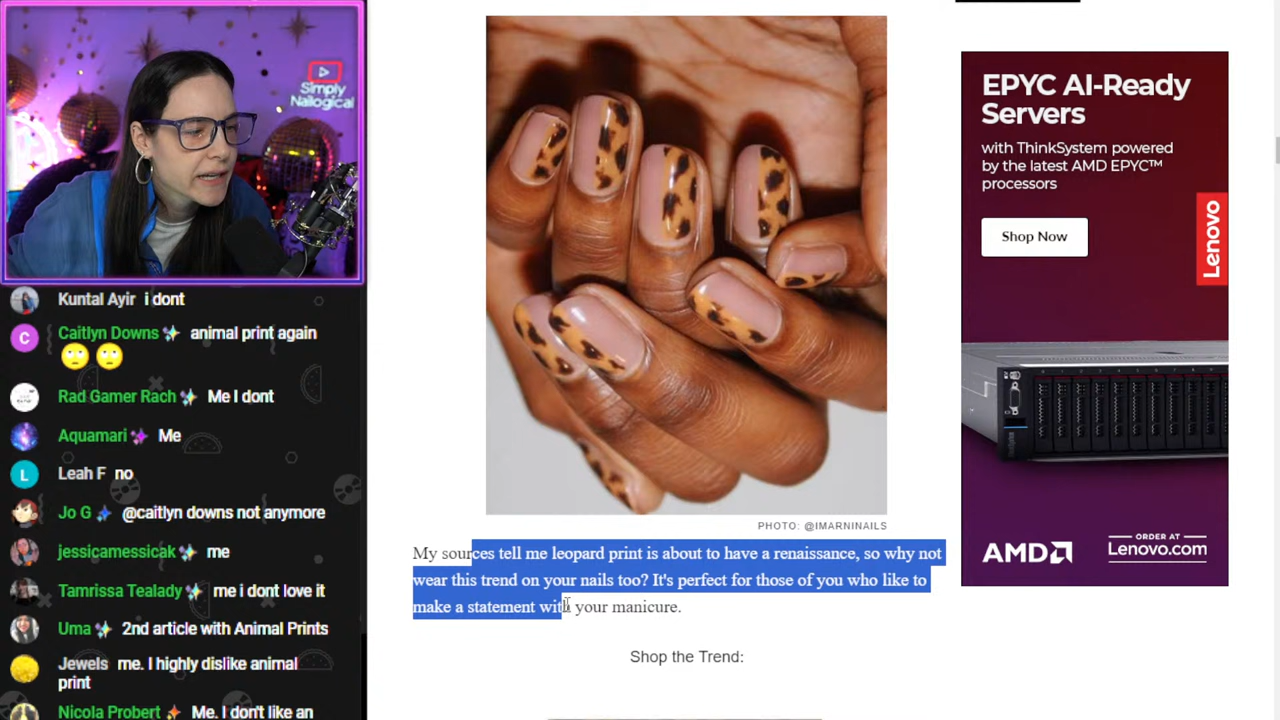 Simply
Nailogical
Kuntal Ayir i dont
Caitlyn Downs animal print again
🙄 🙄
Rad Gamer Rach Me I dont
Aquamari Me
L
Leah F no
Jo G @caitlyn downs not anymore
jessicamessicak me
Tamrissa Tealady me i dont love it
Uma 2nd article with Animal Prints
Jewels me. I highly dislike animal
print
Nicola Probert Me. I don't like an
C
PHOTO: @IMARNINAILS
My sources tell me leopard print is about to have a renaissance, so why not
wear this trend on your nails too? It's perfect for those of you who like to
make a statement with your manicure.
Shop the Trend:
EPYC AI-Ready
Servers
with ThinkSystem powered
by the latest AMD EPYC™
processors
Shop Now
Lenovo
AMD
ORDER AT
Lenovo.com